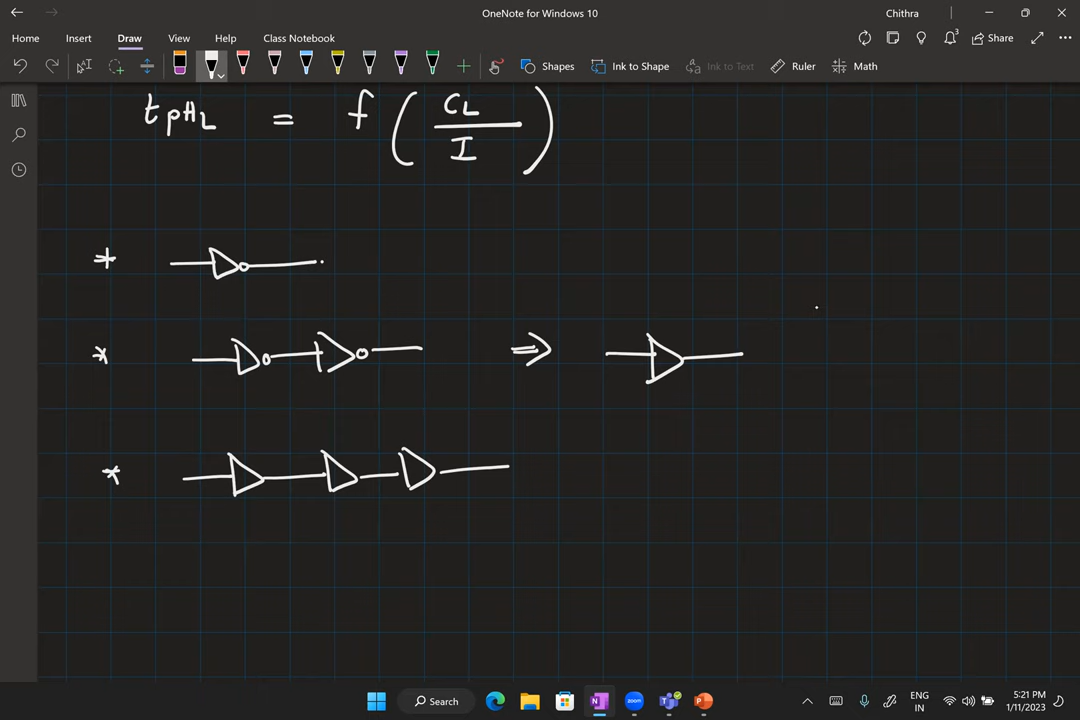 OneNote for Windows 10
Chithra
Home Insert Draw View Help Class Notebook
Share
Shapes Ink to Shape Ink to Text Ruler Math
tpHL = f ( CL
I )
*
* ⇒
*
Search
ENG
IN
5:21 PM
1/11/2023